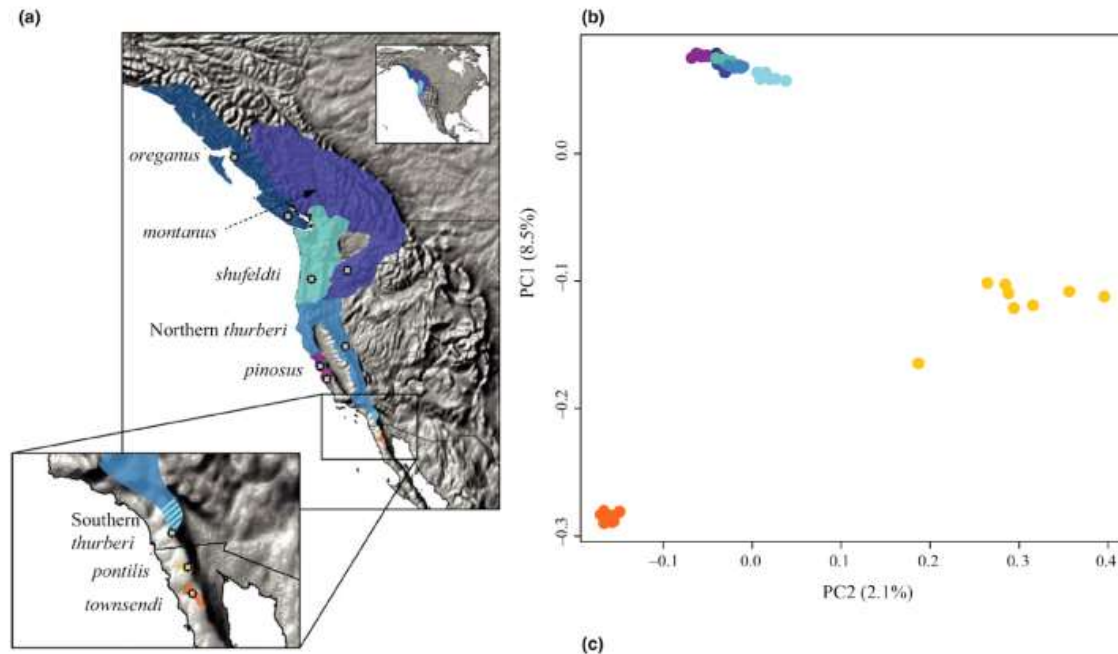 (a)
oreganus
montanus
shufeldti
Northern thurberi
pinosus
Southern
thurberi
pontilis
townsendi
(b)
PC1 (8.5%)
0.0
−0.1
−0.2
−0.3
−0.1
0.0
0.1
0.2
0.3
0.4
PC2 (2.1%)
(c)